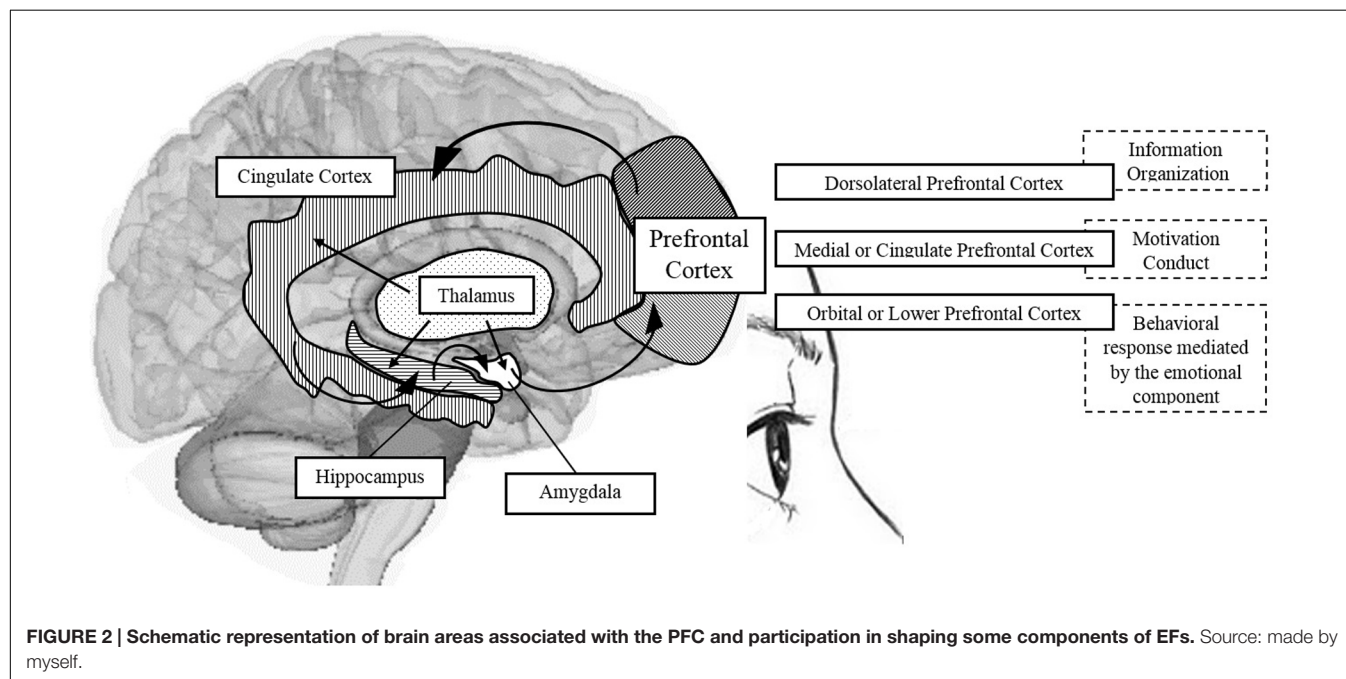 Cingulate Cortex
Thalamus
Hippocampus
Amygdala
Prefrontal
Cortex
Dorsolateral Prefrontal Cortex
Information
Organization
Medial or Cingulate Prefrontal Cortex
Motivation
Conduct
Orbital or Lower Prefrontal Cortex
Behavioral
response mediated
by the emotional
component
FIGURE 2 | Schematic representation of brain areas associated with the PFC and participation in shaping some components of EFs. Source: made by
myself.